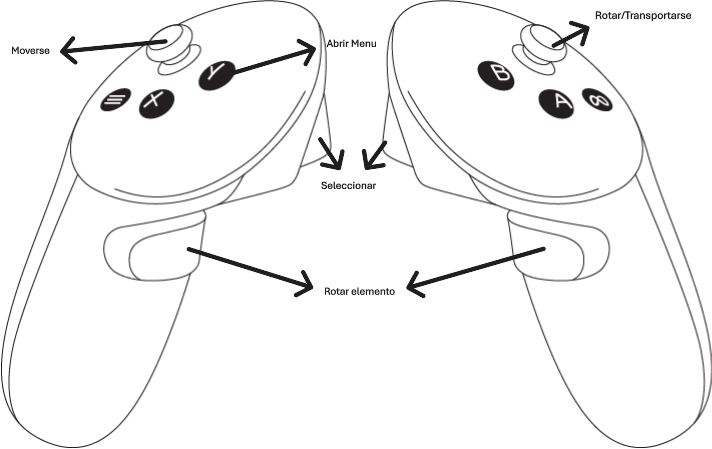 Rotar/Transportarse
Moverse
Abrir Menu
Y
X
B
A
Seleccionar
Rotar elemento